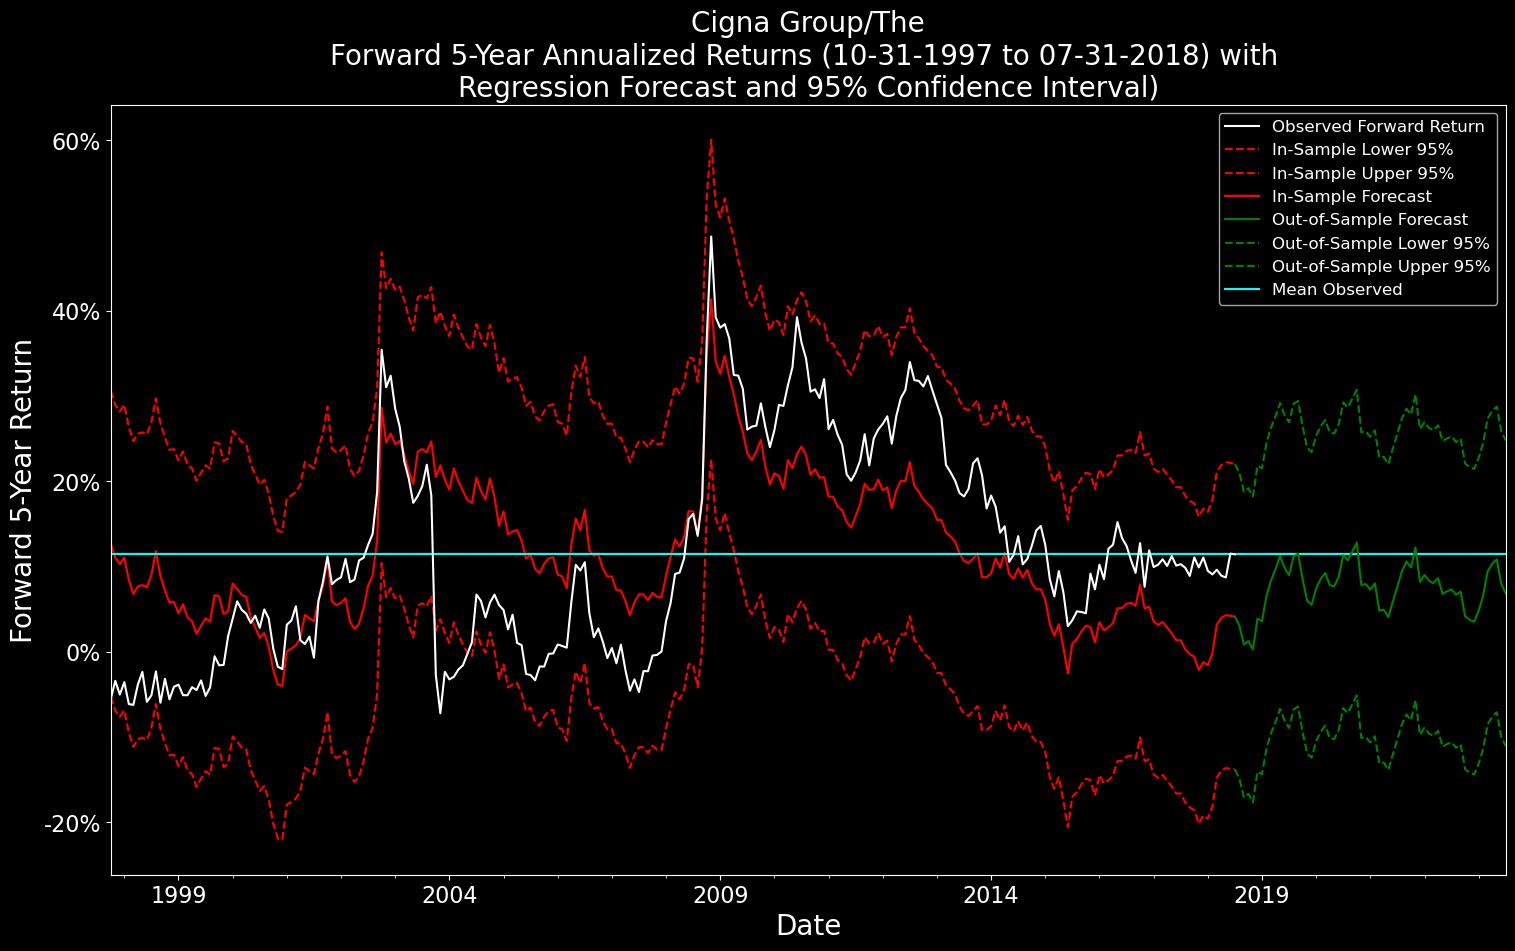 Cigna Group/The
Forward 5-Year Annualized Returns (10-31-1997 to 07-31-2018) with
Regression Forecast and 95% Confidence Interval)
Observed Forward Return
In-Sample Lower 95%
In-Sample Upper 95%
In-Sample Forecast
Out-of-Sample Forecast
Out-of-Sample Lower 95%
Out-of-Sample Upper 95%
Mean Observed
Forward 5-Year Return
60%
40%
20%
0%
-20%
1999
2004
2009
2014
2019
Date